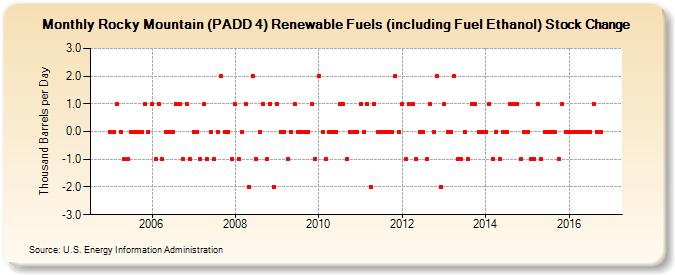 Monthly Rocky Mountain (PADD 4) Renewable Fuels (including Fuel Ethanol) Stock Change
Thousand Barrels per Day
3.0
2.0
1.0
0.0
-1.0
-2.0
-3.0
2006 2008 2010 2012 2014 2016
Source: U.S. Energy Information Administration